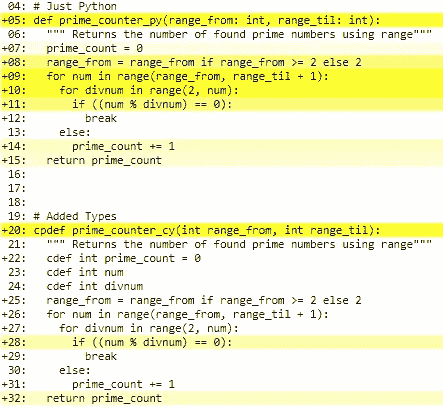 04: # Just Python
+05: def prime_counter_py(range_from: int, range_til: int):
 06:   """ Returns the number of found prime numbers using range"""
+07:   prime_count = 0
+08:   range_from = range_from if range_from >= 2 else 2
+09:   for num in range(range_from, range_til + 1):
+10:     for divnum in range(2, num):
+11:       if ((num % divnum) == 0):
+12:         break
 13:     else:
+14:       prime_count += 1
+15:   return prime_count
 16:
 17:
 18:
 19: # Added Types
+20: cpdef prime_counter_cy(int range_from, int range_til):
 21:   """ Returns the number of found prime numbers using range"""
+22:   cdef int prime_count = 0
 23:   cdef int num
 24:   cdef int divnum
+25:   range_from = range_from if range_from >= 2 else 2
+26:   for num in range(range_from, range_til + 1):
+27:     for divnum in range(2, num):
+28:       if ((num % divnum) == 0):
+29:         break
 30:     else:
+31:       prime_count += 1
+32:   return prime_count